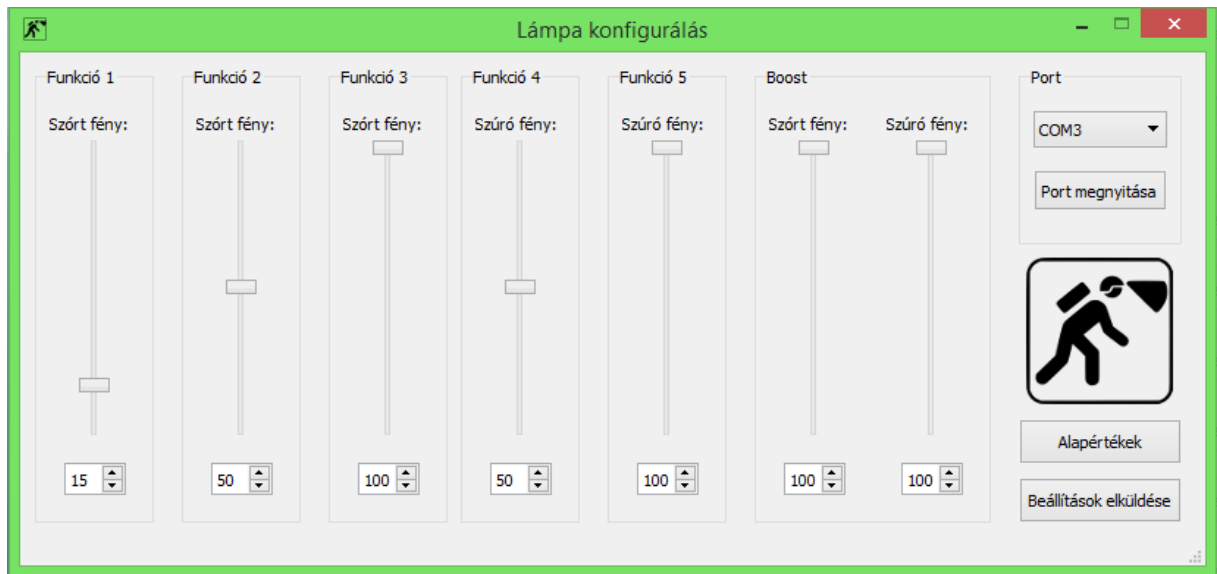 Lámpa konfigurálás
Funkció 1
Szórt fény:
15
Funkció 2
Szórt fény:
50
Funkció 3
Szórt fény:
100
Funkció 4
Szúró fény:
50
Funkció 5
Szúró fény:
100
Boost
Szórt fény: Szúró fény:
100 100
Port
COM3
Port megnyitása
Alapértékek
Beállítások elküldése